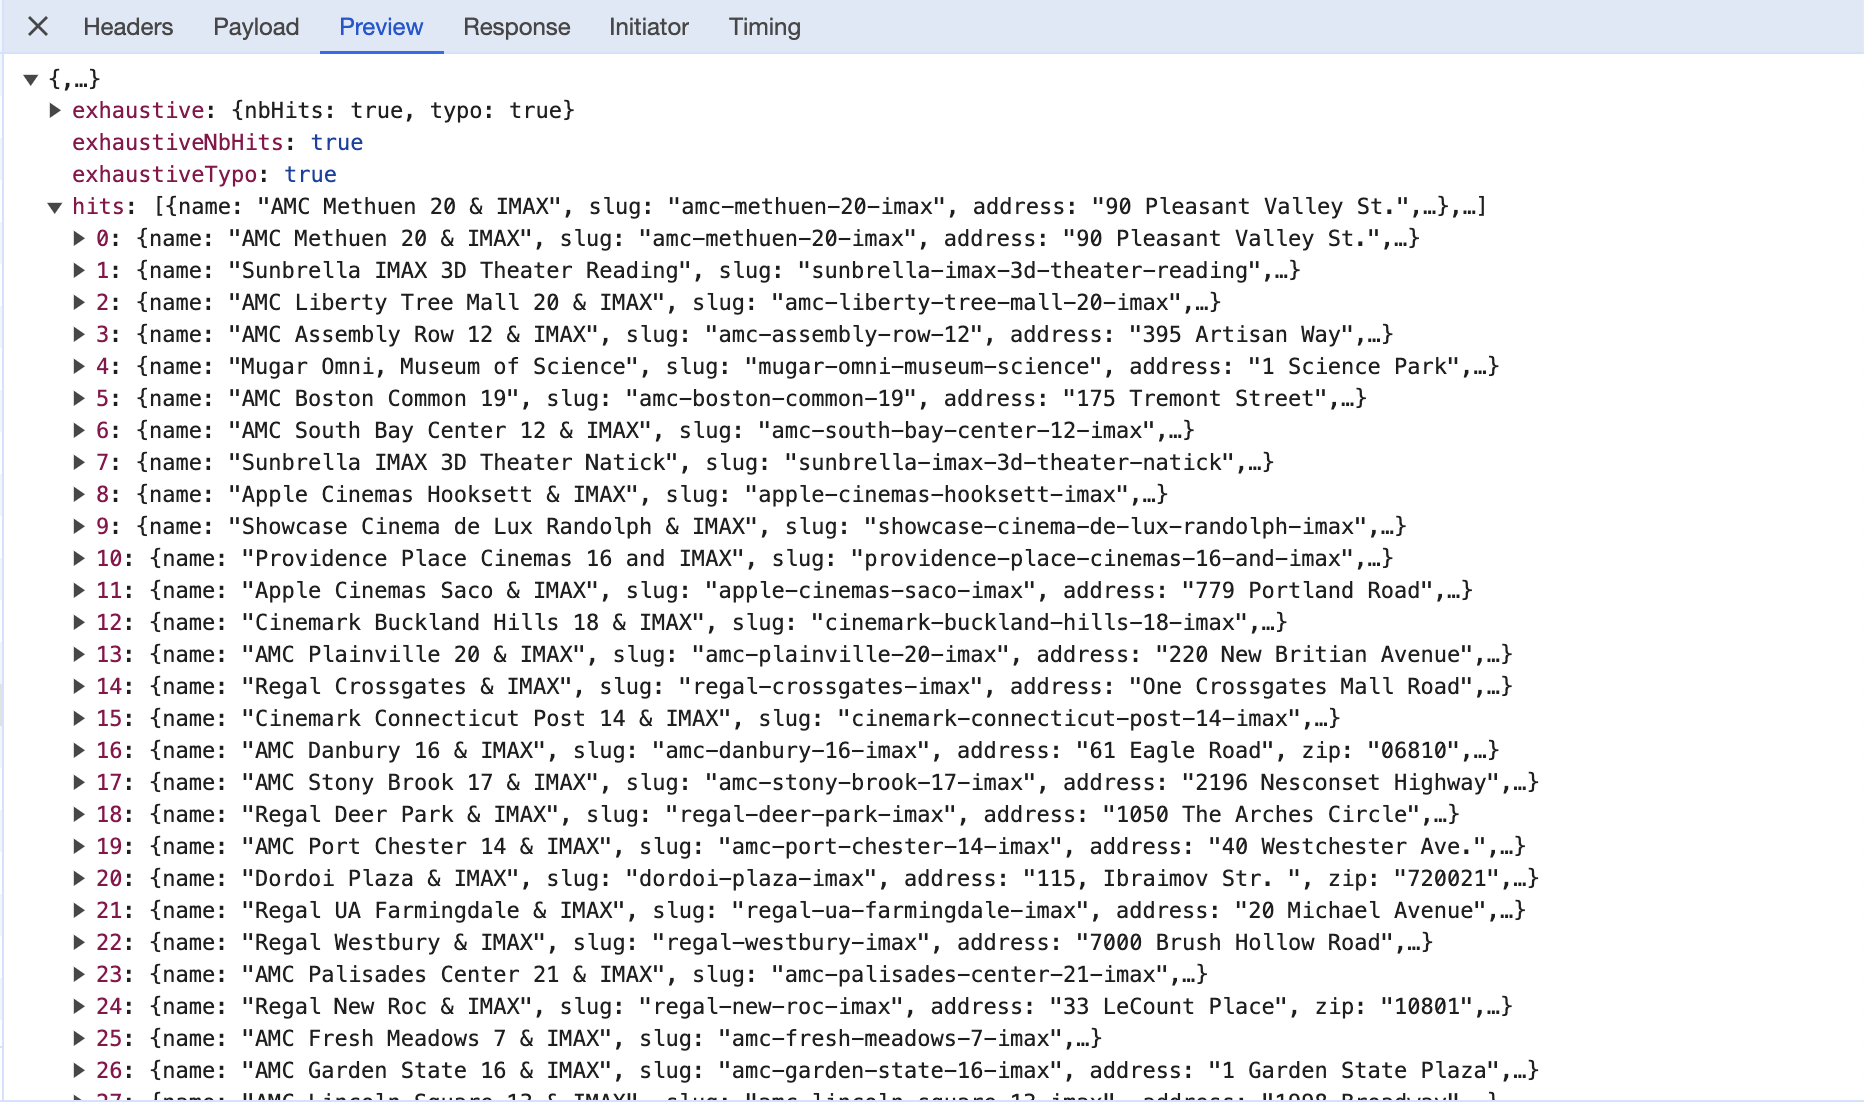 Headers Payload Preview Response Initiator Timing
{,…}
exhaustive: {nbHits: true, typo: true}
exhaustiveNbHits: true
exhaustiveTypo: true
hits: [{name: "AMC Methuen 20 & IMAX", slug: "amc-methuen-20-imax", address: "90 Pleasant Valley St.",…},…]
0: {name: "AMC Methuen 20 & IMAX", slug: "amc-methuen-20-imax", address: "90 Pleasant Valley St.",…}
1: {name: "Sunbrella IMAX 3D Theater Reading", slug: "sunbrella-imax-3d-theater-reading",…}
2: {name: "AMC Liberty Tree Mall 20 & IMAX", slug: "amc-liberty-tree-mall-20-imax",…}
3: {name: "AMC Assembly Row 12 & IMAX", slug: "amc-assembly-row-12", address: "395 Artisan Way",…}
4: {name: "Mugar Omni, Museum of Science", slug: "mugar-omni-museum-science", address: "1 Science Park",…}
5: {name: "AMC Boston Common 19", slug: "amc-boston-common-19", address: "175 Tremont Street",…}
6: {name: "AMC South Bay Center 12 & IMAX", slug: "amc-south-bay-center-12-imax",…}
7: {name: "Sunbrella IMAX 3D Theater Natick", slug: "sunbrella-imax-3d-theater-natick",…}
8: {name: "Apple Cinemas Hooksett & IMAX", slug: "apple-cinemas-hooksett-imax",…}
9: {name: "Showcase Cinema de Lux Randolph & IMAX", slug: "showcase-cinema-de-lux-randolph-imax",…}
10: {name: "Providence Place Cinemas 16 and IMAX", slug: "providence-place-cinemas-16-and-imax",…}
11: {name: "Apple Cinemas Saco & IMAX", slug: "apple-cinemas-saco-imax", address: "779 Portland Road",…}
12: {name: "Cinemark Buckland Hills 18 & IMAX", slug: "cinemark-buckland-hills-18-imax",…}
13: {name: "AMC Plainville 20 & IMAX", slug: "amc-plainville-20-imax", address: "220 New Britian Avenue",…}
14: {name: "Regal Crossgates & IMAX", slug: "regal-crossgates-imax", address: "One Crossgates Mall Road",…}
15: {name: "Cinemark Connecticut Post 14 & IMAX", slug: "cinemark-connecticut-post-14-imax",…}
16: {name: "AMC Danbury 16 & IMAX", slug: "amc-danbury-16-imax", address: "61 Eagle Road", zip: "06810",…}
17: {name: "AMC Stony Brook 17 & IMAX", slug: "amc-stony-brook-17-imax", address: "2196 Nesconset Highway",…}
18: {name: "Regal Deer Park & IMAX", slug: "regal-deer-park-imax", address: "1050 The Arches Circle",…}
19: {name: "AMC Port Chester 14 & IMAX", slug: "amc-port-chester-14-imax", address: "40 Westchester Ave.",…}
20: {name: "Dordoi Plaza & IMAX", slug: "dordoi-plaza-imax", address: "115, Ibraimov Str. ", zip: "720021",…}
21: {name: "Regal UA Farmingdale & IMAX", slug: "regal-ua-farmingdale-imax", address: "20 Michael Avenue",…}
22: {name: "Regal Westbury & IMAX", slug: "regal-westbury-imax", address: "7000 Brush Hollow Road",…}
23: {name: "AMC Palisades Center 21 & IMAX", slug: "amc-palisades-center-21-imax",…}
24: {name: "Regal New Roc & IMAX", slug: "regal-new-roc-imax", address: "33 LeCount Place", zip: "10801",…}
25: {name: "AMC Fresh Meadows 7 & IMAX", slug: "amc-fresh-meadows-7-imax",…}
26: {name: "AMC Garden State 16 & IMAX", slug: "amc-garden-state-16-imax", address: "1 Garden State Plaza",…}
27: {name: "AMC Lincoln Square 13 & IMAX", slug: "amc-lincoln-square-13-imax", address: "1998 Broadway",…}